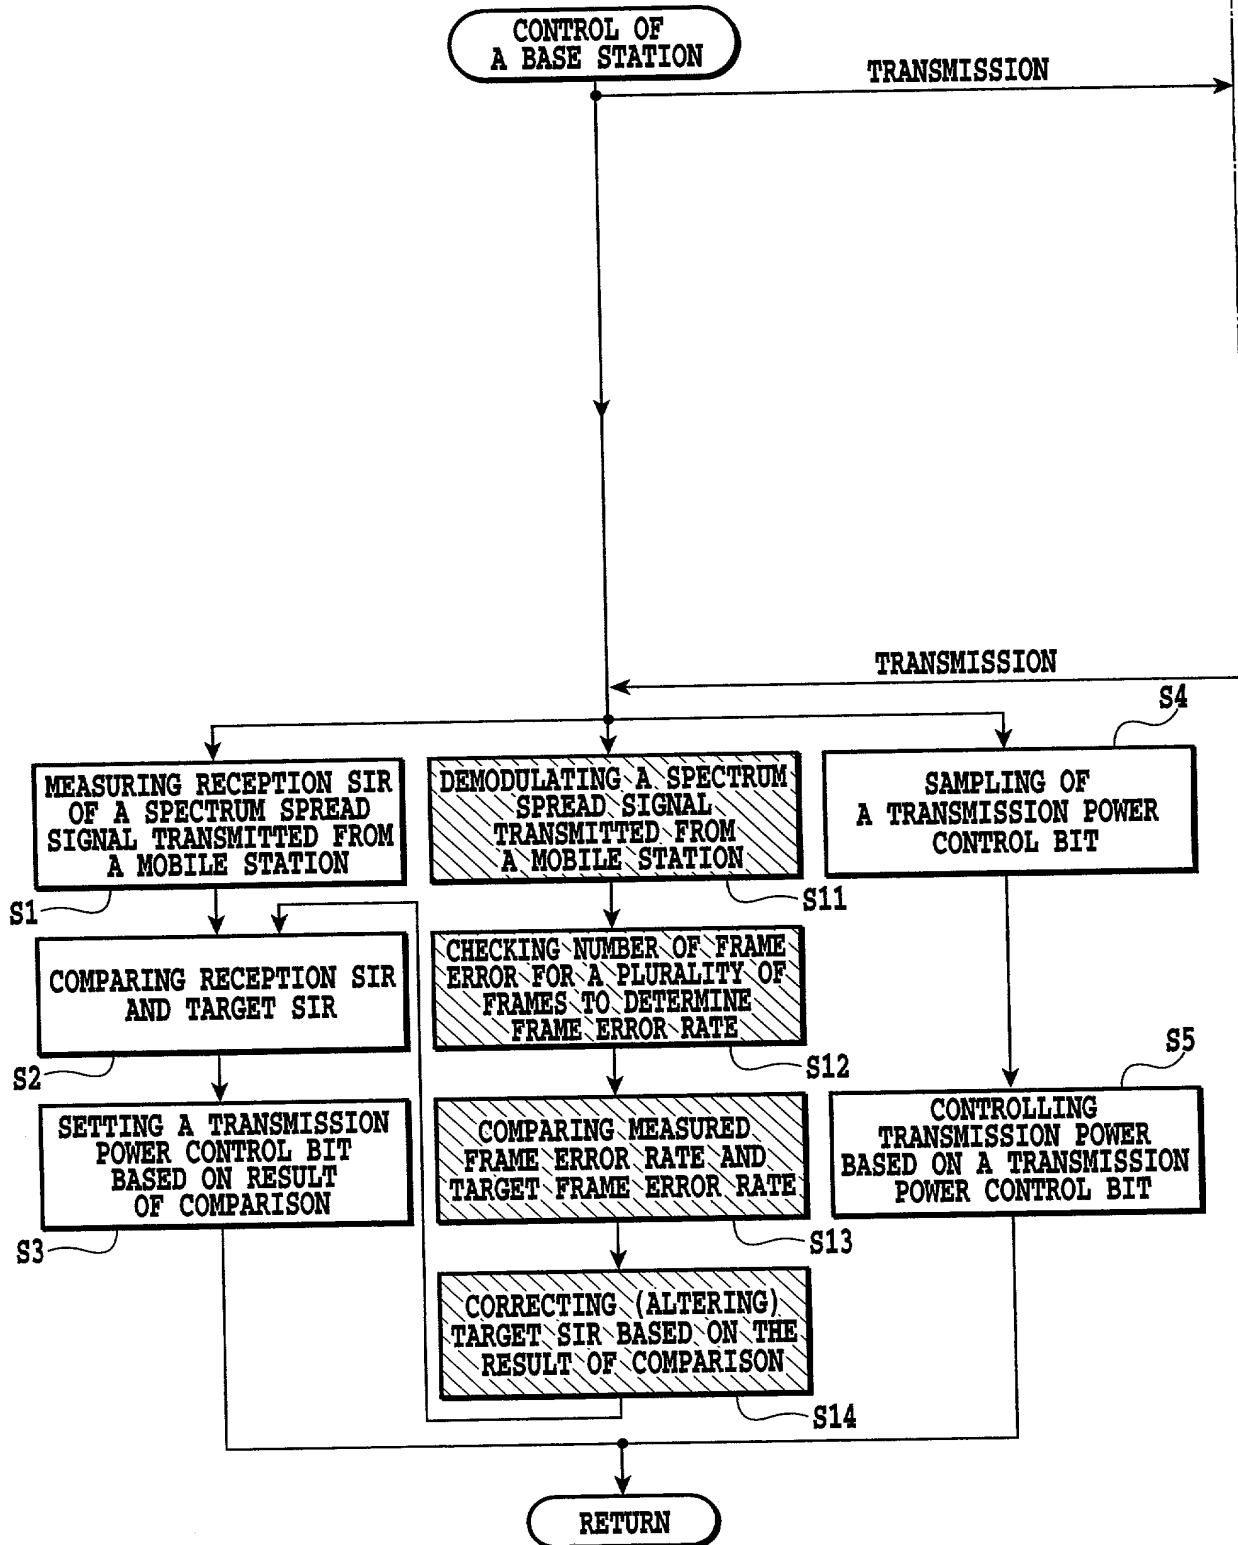 CONTROL OF
A BASE STATION
TRANSMISSION
TRANSMISSION
S4
MEASURING RECEPTION SIR
OF A SPECTRUM SPREAD
SIGNAL TRANSMITTED FROM
A MOBILE STATION
S1
DEMODULATING A SPECTRUM
SPREAD SIGNAL
TRANSMITTED FROM
A MOBILE STATION
S11
SAMPLING OF
A TRANSMISSION POWER
CONTROL BIT
COMPARING RECEPTION SIR
AND TARGET SIR
S2
CHECKING NUMBER OF FRAME
ERROR FOR A PLURALITY OF
FRAMES TO DETERMINE
FRAME ERROR RATE
S12
S5
SETTING A TRANSMISSION
POWER CONTROL BIT
BASED ON RESULT
OF COMPARISON
S3
COMPARING MEASURED
FRAME ERROR RATE AND
TARGET FRAME ERROR RATE
S13
CONTROLLING
TRANSMISSION POWER
BASED ON A TRANSMISSION
POWER CONTROL BIT
CORRECTING (ALTERING)
TARGET SIR BASED ON THE
RESULT OF COMPARISON
S14
RETURN